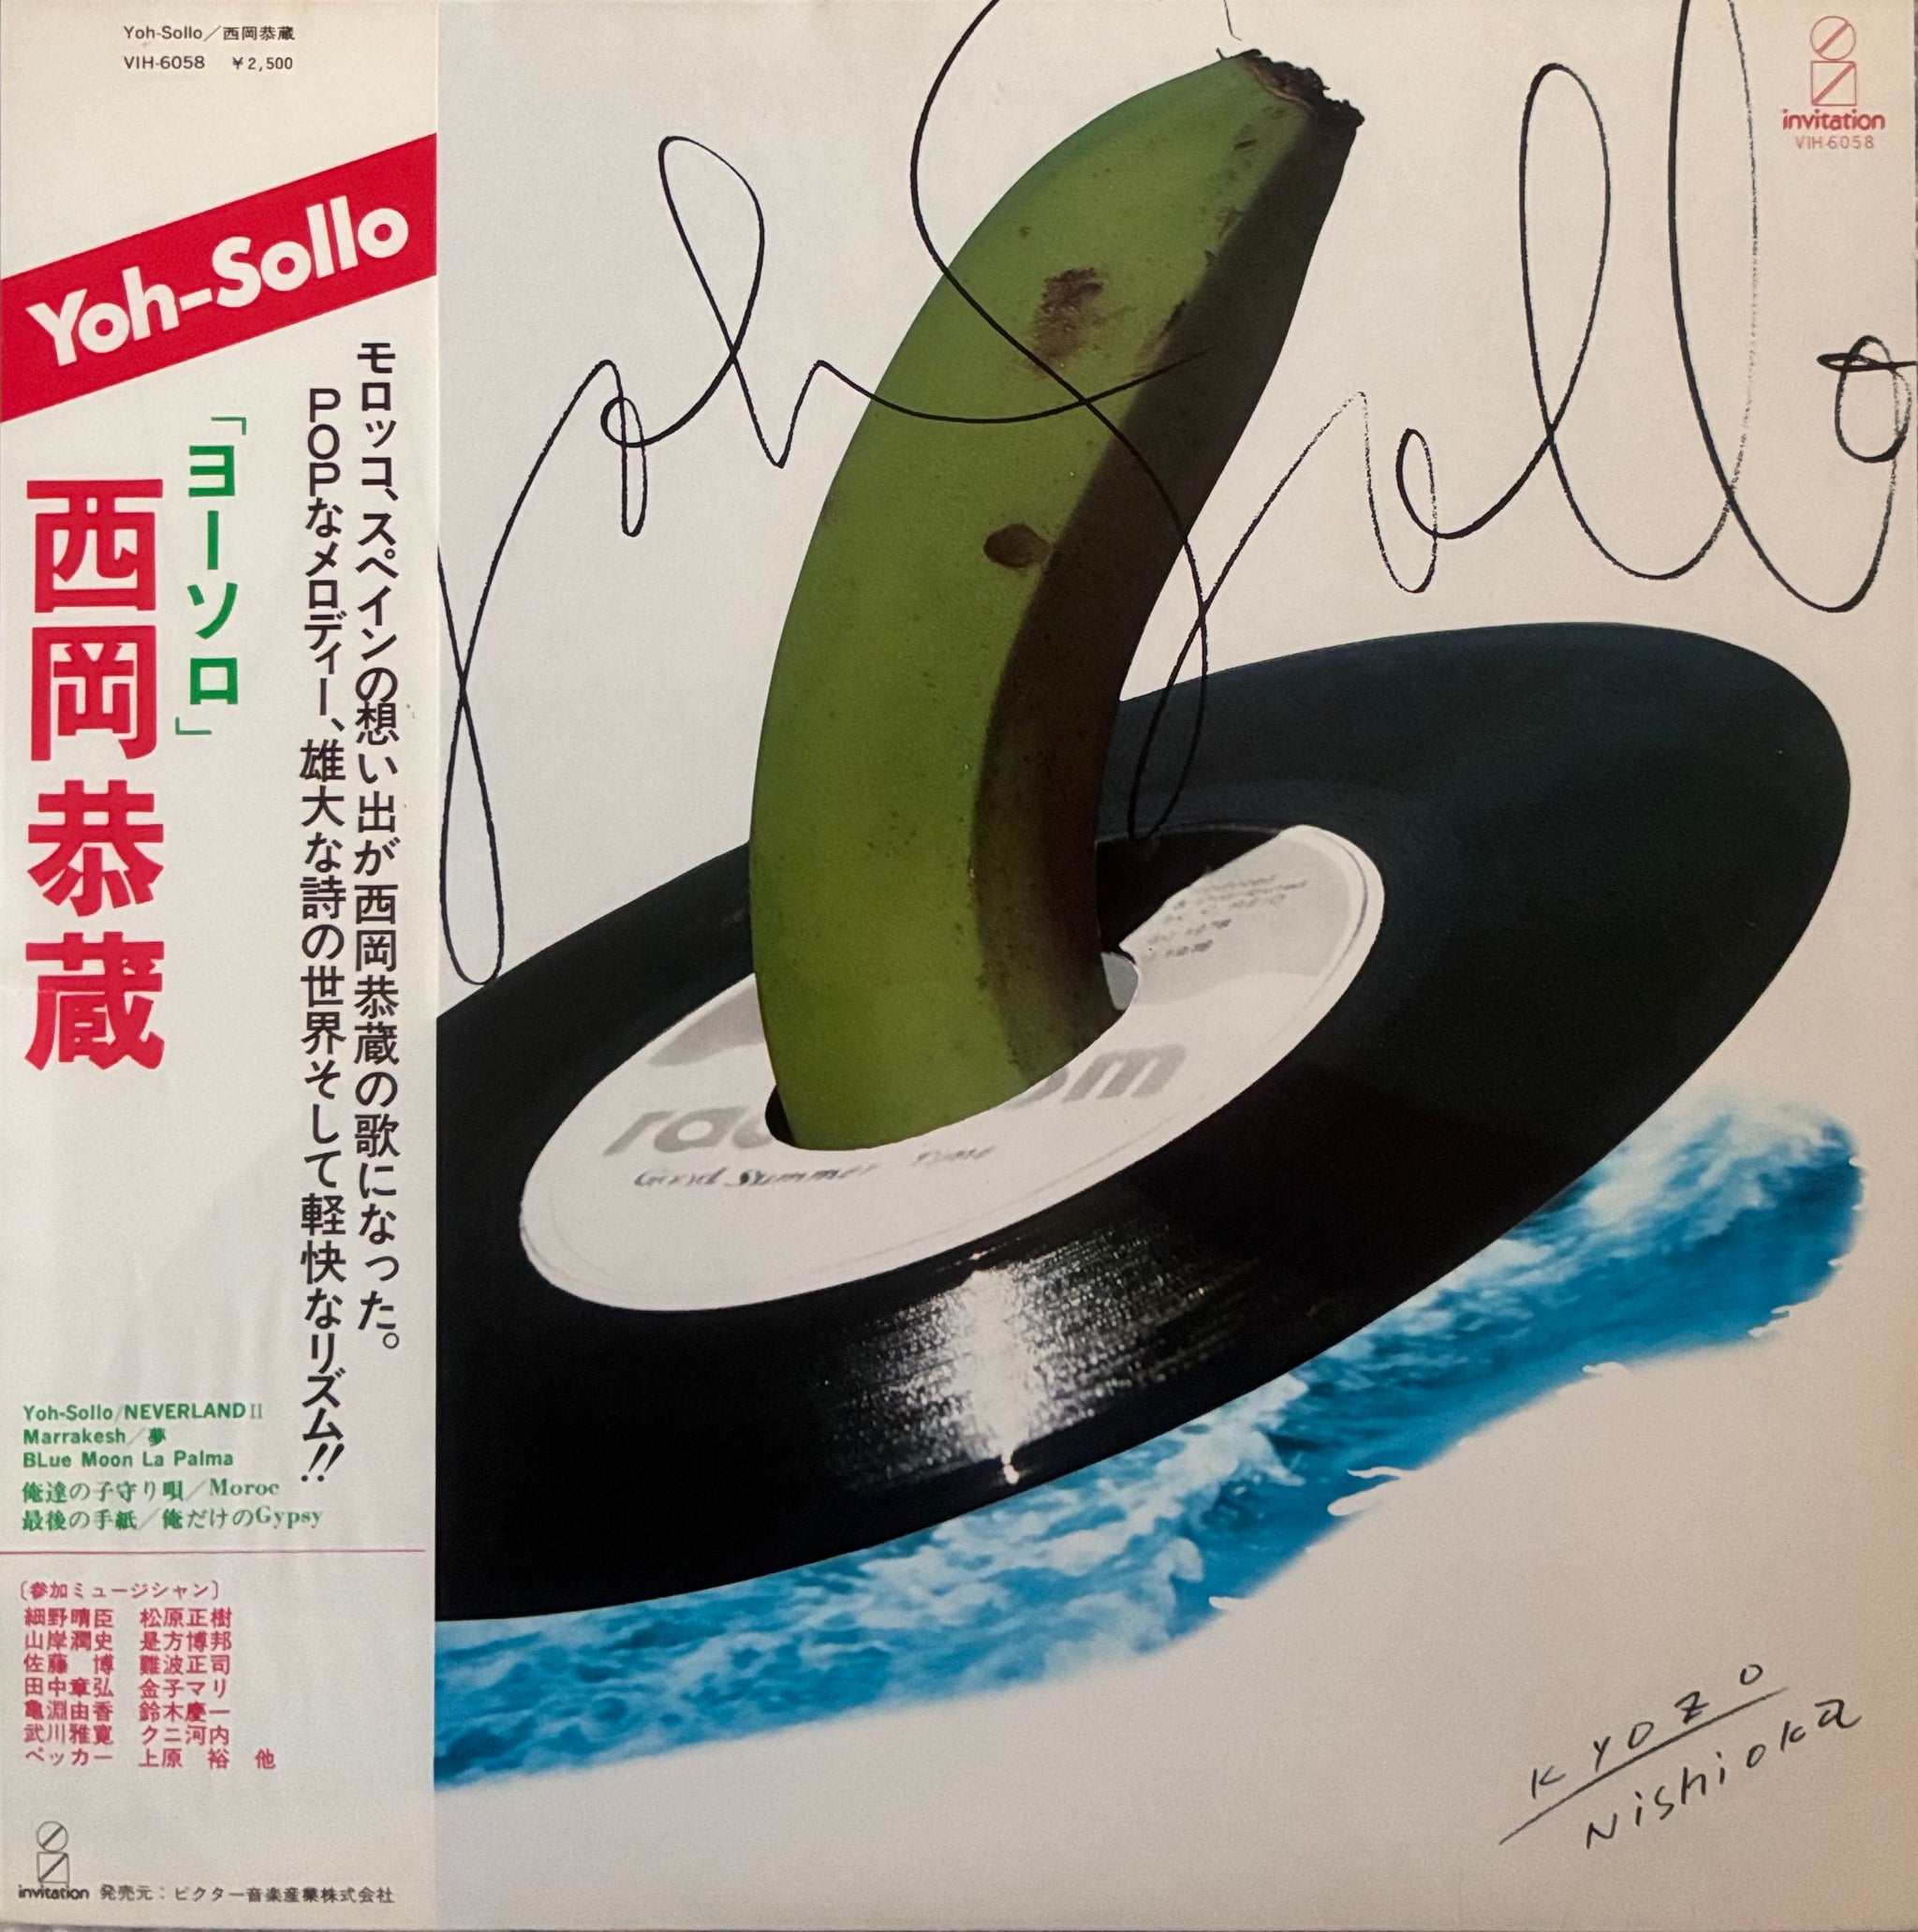 Yoh-Sollo/西岡恭蔵
VIH-6058 ¥2,500
Yoh-Sollo
モロッコ、スペインの想い出が西岡恭蔵の歌になった。
POPなメロディー、雄大な詩の世界そして軽快なリズム!!
「ヨーソロ」
西岡恭蔵
Yoh-Sollo/NEVERLAND II
Marrakesh/夢
BLue Moon La Palma
俺達の子守り唄/Moroc
最後の手紙/俺だけのGypsy
〔参加ミュージシャン〕
細野晴臣 松原正樹
山岸潤史 是方博邦
佐藤 博 難波正司
田中章弘 金子マリ
亀淵由香 鈴木慶一
武川雅寛 クニ河内
ペッカー 上原 裕 他
invitation 発売元:ビクター音楽産業株式会社
Yoh Sollo
invitation
VIH-6058
Good Summer Time
KYOZO
Nishioka